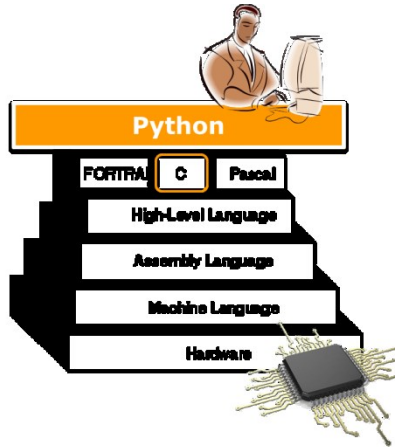 Python
FORTRA C Pascal
High-Level Language
Assembly Language
Machine Language
Hardware